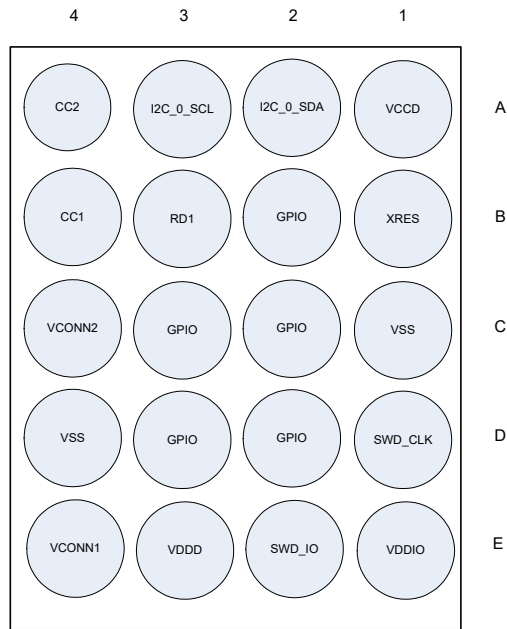 4 3 2 1
CC2 I2C_0_SCL I2C_0_SDA VCCD A
CC1 RD1 GPIO XRES B
VCONN2 GPIO GPIO VSS C
VSS GPIO GPIO SWD_CLK D
VCONN1 VDDD SWD_IO VDDIO E